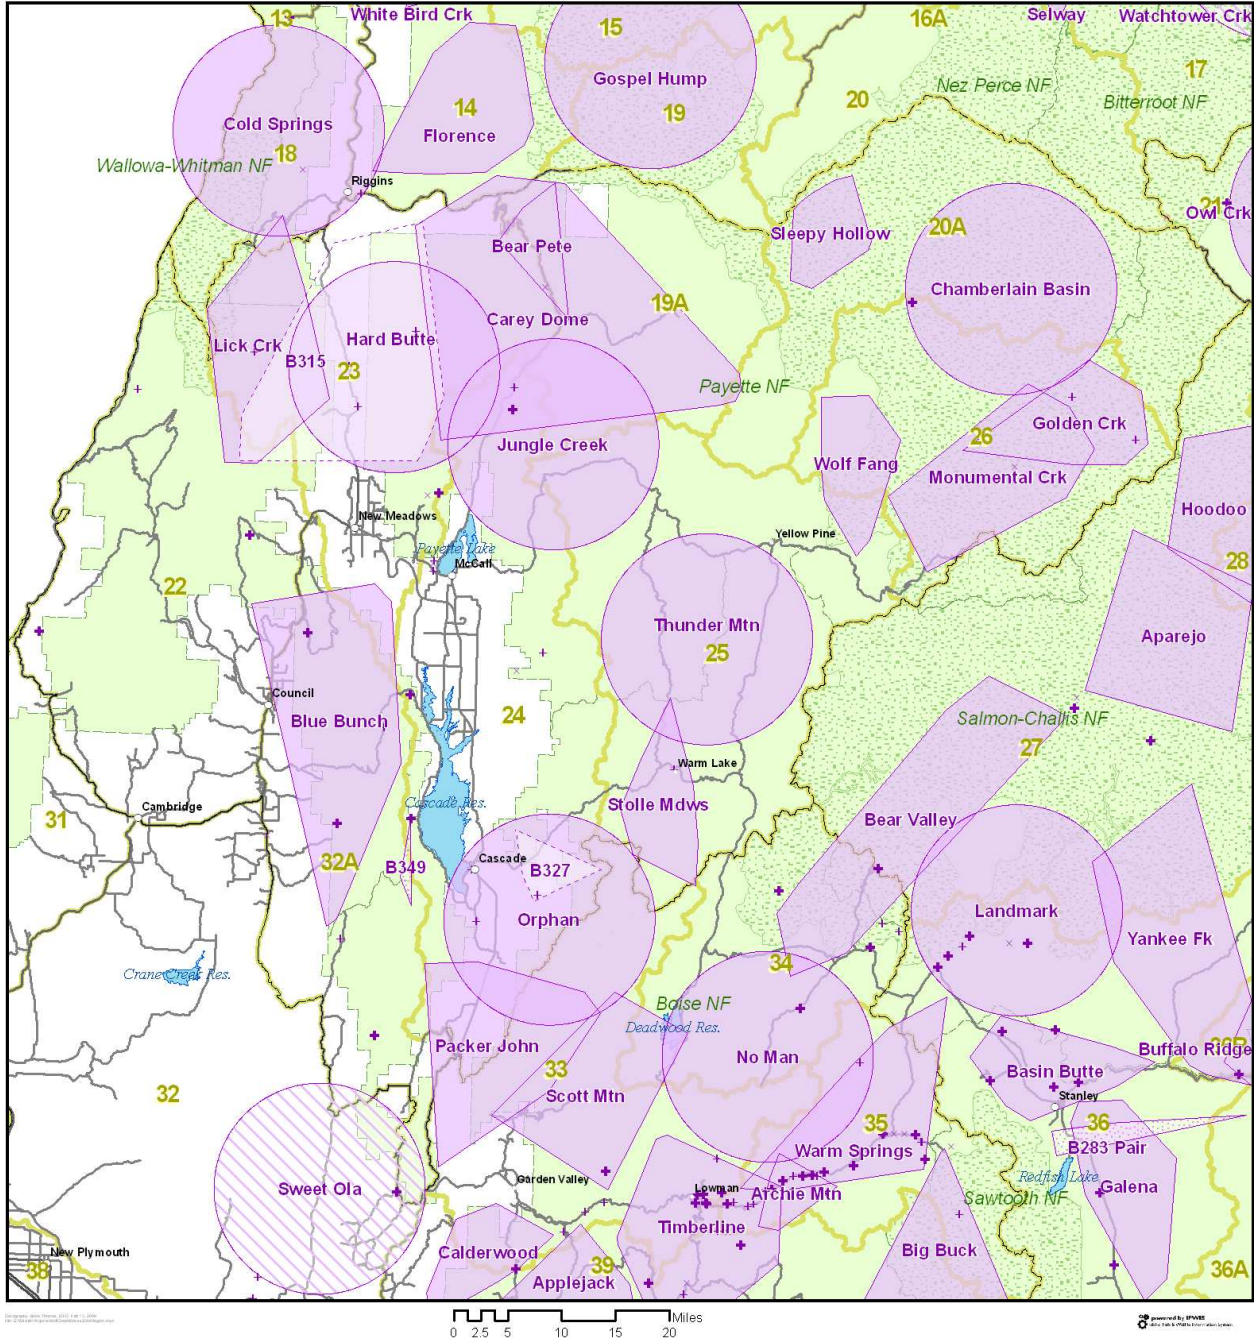 13
White Bird Crk
15
16A
Selway
Watchtower Crk
Gospel Hump
17
Nez Perce NF
14
19
20
Bitterroot NF
Cold Springs
Florence
18
Wallowa-Whitman NF
Riggins
21
Owl Crk
Sleepy Hollow
20A
Bear Pete
Chamberlain Basin
19A
Carey Dome
Hard Butte
Lick Crk
B315
23
Payette NF
Golden Crk
26
Jungle Creek
Wolf Fang
Monumental Crk
Hoodoo
New Meadows
Yellow Pine
Payette Lake
McCall
28
22
Thunder Mtn
25
Aparejo
Council
Blue Bunch
24
Salmon-Challis NF
27
Warm Lake
Cascade Res.
Stolle Mdws
Cambridge
31
Bear Valley
32A
B349
Cascade
B327
Landmark
Orphan
Yankee Fk
34
Crane Creek Res.
Boise NF
Deadwood Res.
Packer John
No Man
Buffalo Ridge
33
Basin Butte
32
Scott Mtn
Stanley
35
36
Warm Springs
B283 Pair
Garden Valley
Redfish Lake
Sweet Ola
Lowman
Archie Mtn
Galena
Sawtooth NF
Timberline
New Plymouth
Calderwood
Big Buck
38
39
Applejack
36A
Miles
0 2.5 5 10 15 20
powered by IFWIS